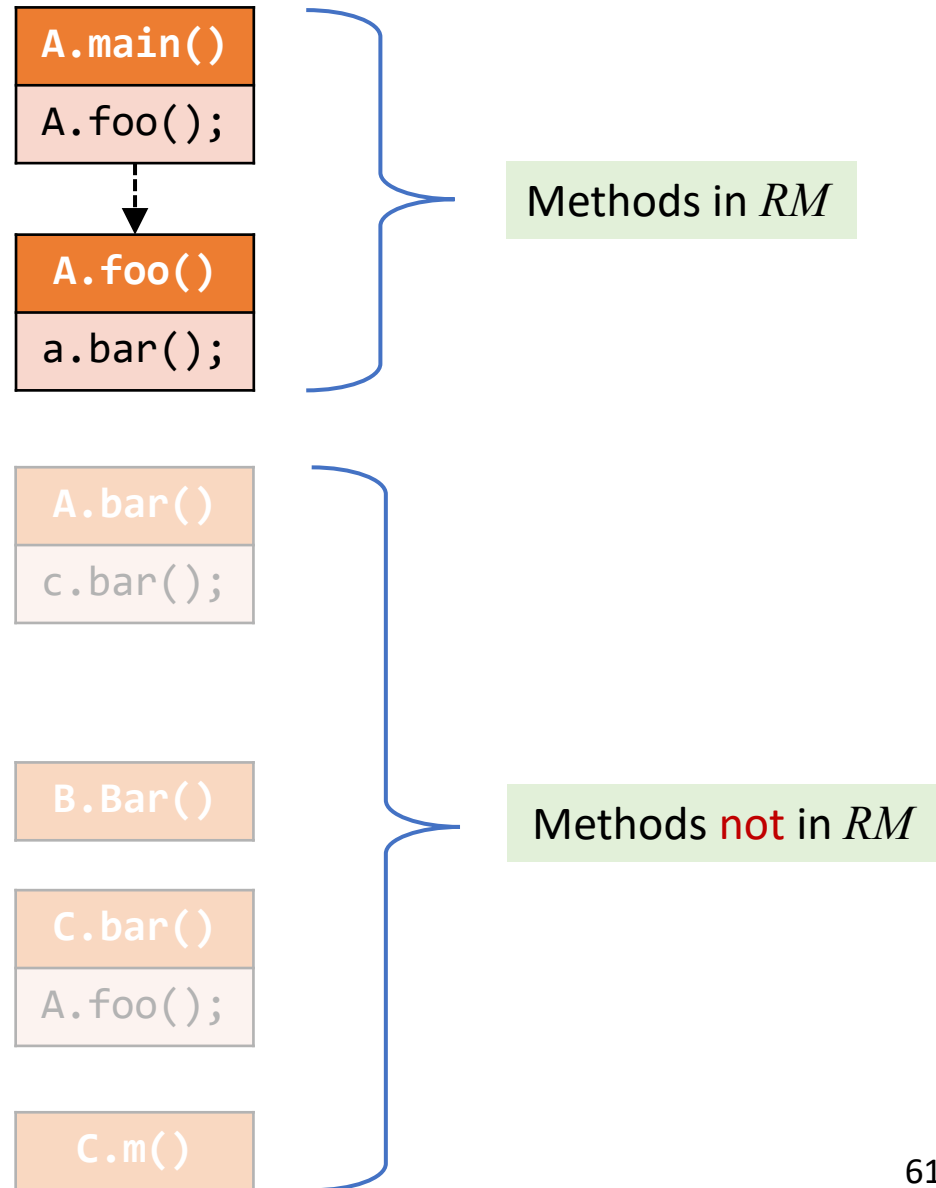 A.main()
A.foo();
Methods in RM
A.foo()
a.bar();
A.bar()
c.bar();
B.Bar()
Methods not in RM
C.bar()
A.foo();
C.m()
61